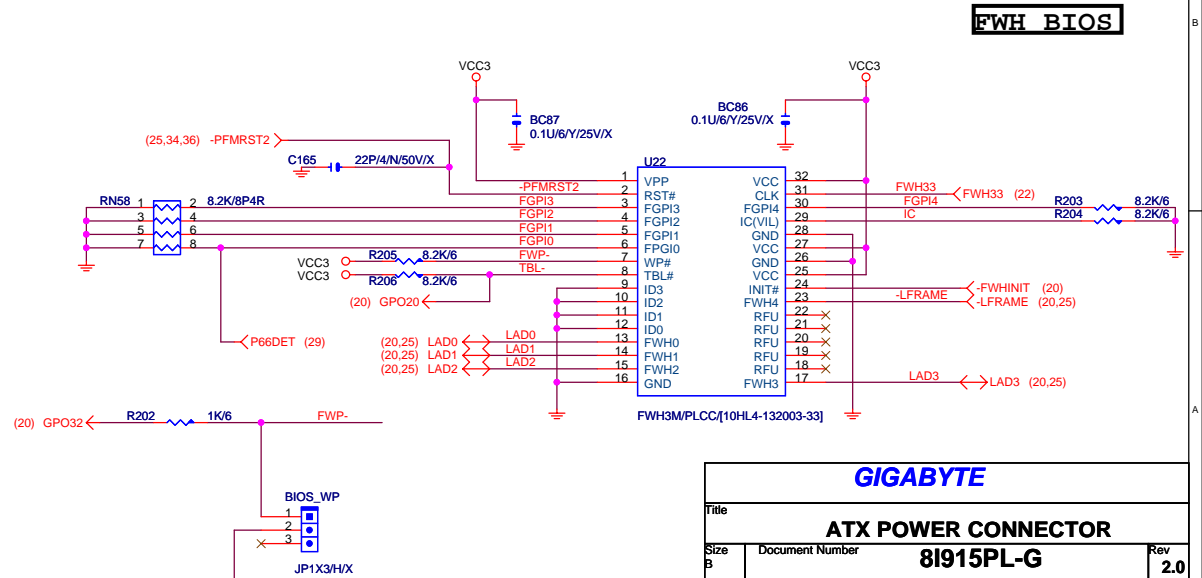 FWH BIOS
B
VCC3
VCC3
BC87
0.1U/6/Y/25V/X
BC86
0.1U/6/Y/25V/X
(25,34,36) -PFMRST2
C165 22P/4/N/50V/X
U22
-PFMRST2 1 VPP VCC 32
2 RST# CLK 31 FWH33 FWH33 (22)
RN58 1 2 8.2K/8P4R FGPI3 3 FGPI3 FGPI4 30 FGPI4 R203 8.2K/6
3 4 FGPI2 4 FGPI2 IC(VIL) 29 IC R204 8.2K/6
5 6 FGPI1 5 FGPI1 GND 28
7 8 FGPI0 6 FPGI0 VCC 27
VCC3 R205 8.2K/6 FWP- 7 WP# GND 26
VCC3 R206 8.2K/6 TBL- 8 TBL# VCC 25
9 ID3 INIT# 24 -FWHINIT (20)
(20) GPO20 10 ID2 FWH4 23 -LFRAME -LFRAME (20,25)
11 ID1 RFU 22
12 ID0 RFU 21
P66DET (29)
(20,25) LAD0 LAD0 13 FWH0 RFU 20
(20,25) LAD1 LAD1 14 FWH1 RFU 19
(20,25) LAD2 LAD2 15 FWH2 RFU 18
16 GND FWH3 17 LAD3 LAD3 (20,25)
FWH3M/PLCC/[10HL4-132003-33]
A
(20) GPO32 R202 1K/6 FWP-
BIOS_WP
1
2
3
JP1X3/H/X
GIGABYTE
Title
ATX POWER CONNECTOR
Size
B
Document Number
8I915PL-G
Rev
2.0